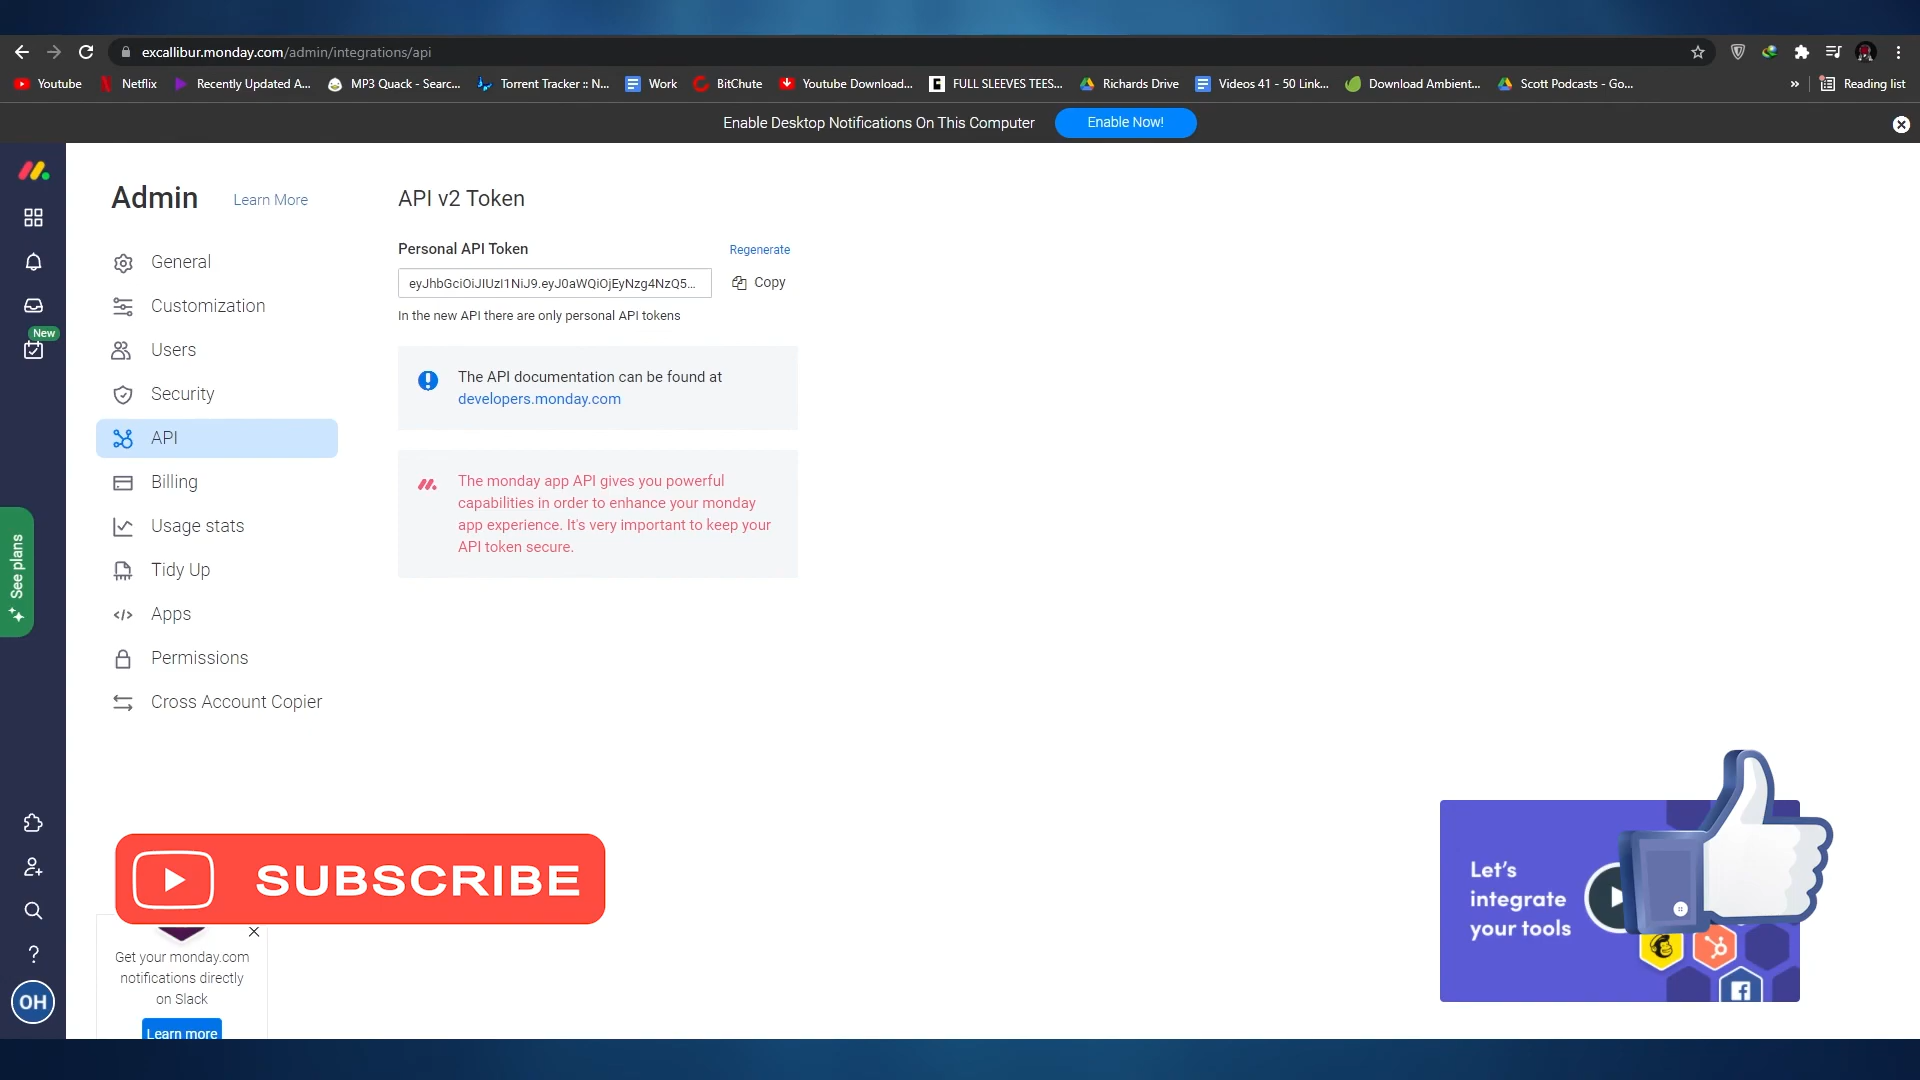 excallibur.monday.com/admin/integrations/api
Youtube
Netflix
Recently Updated A...
MP3 Quack - Searc...
Torrent Tracker :: N...
Work
BitChute
Youtube Download...
FULL SLEEVES TEES...
Richards Drive
Videos 41 - 50 Link...
Download Ambient...
Scott Podcasts - Go...
»
Reading list
Enable Desktop Notifications On This Computer
Enable Now!
Admin
Learn More
General
Customization
Users
Security
API
Billing
Usage stats
Tidy Up
Apps
Permissions
Cross Account Copier
New
See plans
OH
API v2 Token
Personal API Token
Regenerate
eyJhbGciOiJIUzI1NiJ9.eyJ0aWQiOjEyNzg4NzQ5...
Copy
In the new API there are only personal API tokens
The API documentation can be found at
developers.monday.com
The monday app API gives you powerful
capabilities in order to enhance your monday
app experience. It's very important to keep your
API token secure.
SUBSCRIBE
Get your monday.com
notifications directly
on Slack
Learn more
Let's
integrate
your tools